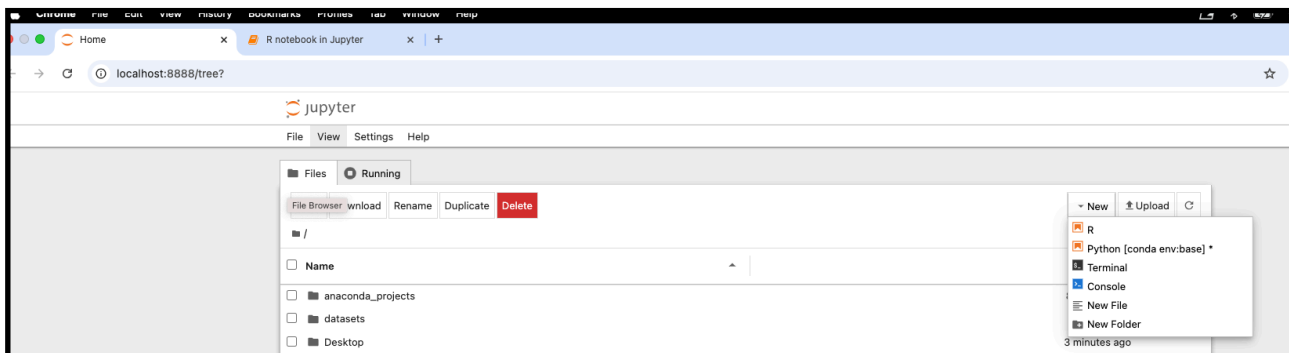 Chrome File Edit View History Bookmarks Profiles Tab Window Help
Home
R notebook in Jupyter
localhost:8888/tree?
jupyter
File View Settings Help
Files Running
File Browser wnload Rename Duplicate Delete New Upload
/
R
Python [conda env:base] *
Name
Terminal
Console
anaconda_projects
New File
datasets
New Folder
Desktop 3 minutes ago